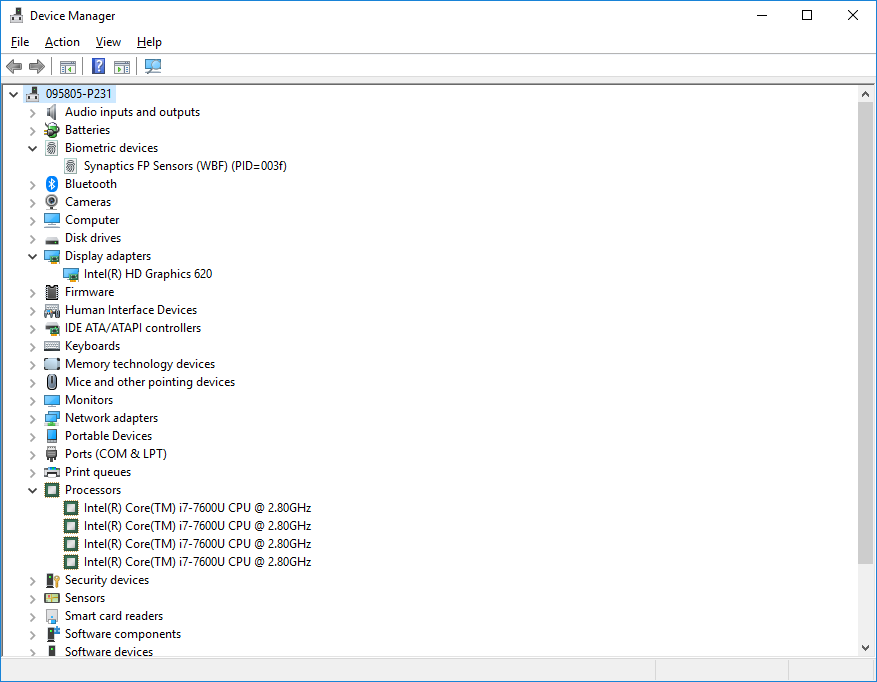 Device Manager
File Action View Help
095805-P231
Audio inputs and outputs
Batteries
Biometric devices
Synaptics FP Sensors (WBF) (PID=003f)
Bluetooth
Cameras
Computer
Disk drives
Display adapters
Intel(R) HD Graphics 620
Firmware
Human Interface Devices
IDE ATA/ATAPI controllers
Keyboards
Memory technology devices
Mice and other pointing devices
Monitors
Network adapters
Portable Devices
Ports (COM & LPT)
Print queues
Processors
Intel(R) Core(TM) i7-7600U CPU @ 2.80GHz
Intel(R) Core(TM) i7-7600U CPU @ 2.80GHz
Intel(R) Core(TM) i7-7600U CPU @ 2.80GHz
Intel(R) Core(TM) i7-7600U CPU @ 2.80GHz
Security devices
Sensors
Smart card readers
Software components
Software devices